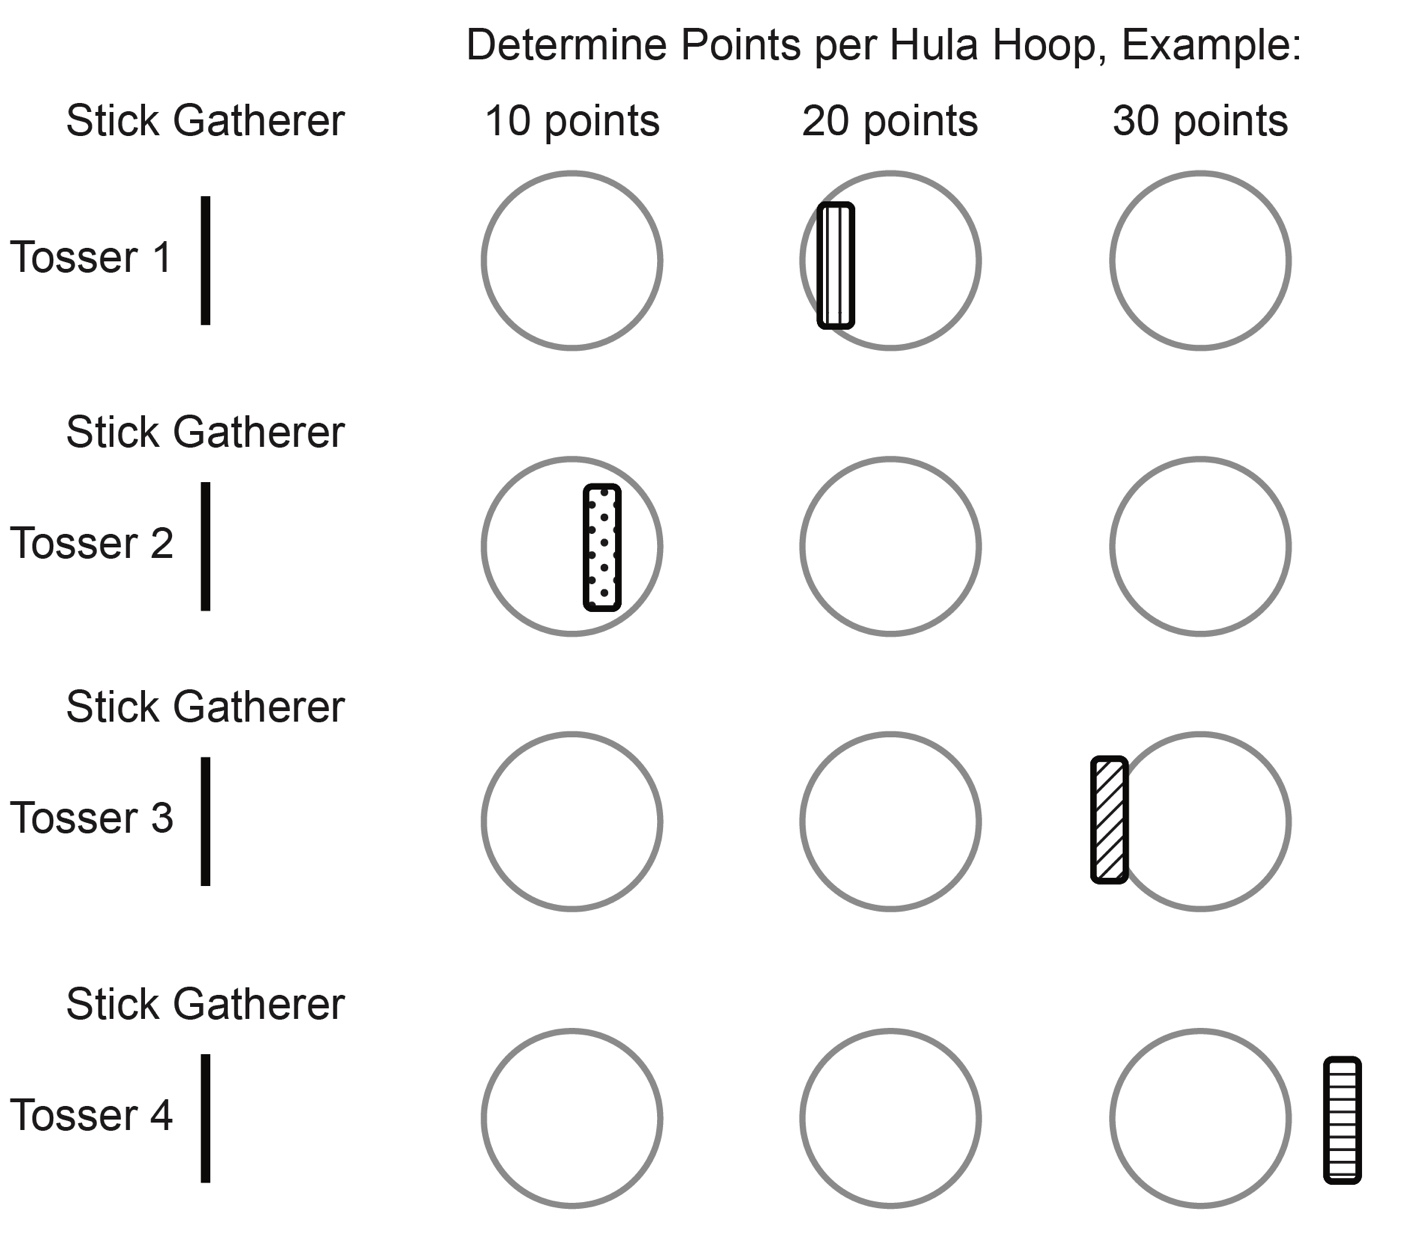 Determine Points per Hula Hoop, Example:
Stick Gatherer 10 points 20 points 30 points
Tosser 1
Stick Gatherer
Tosser 2
Stick Gatherer
Tosser 3
Stick Gatherer
Tosser 4